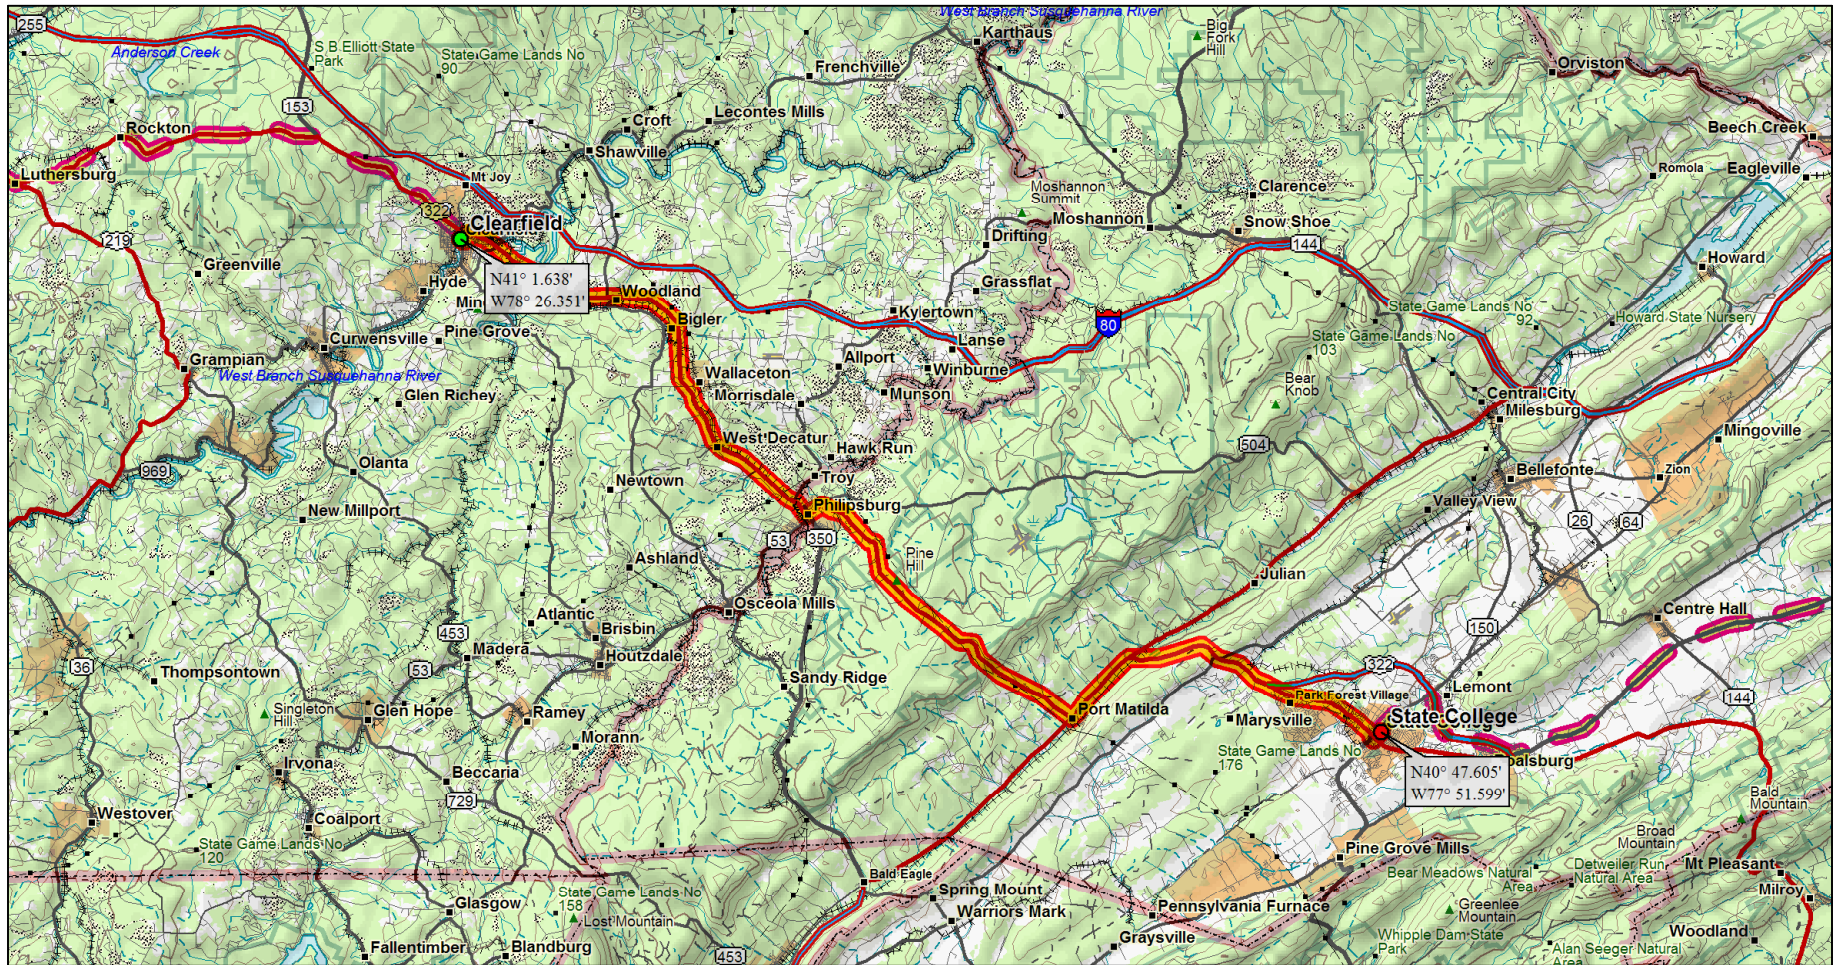 West Branch Susquehanna River
255
Karthaus
Big
Fork
Hill
Anderson Creek
S B Elliott State
Park
State Game Lands No
90
Frenchville
Orviston
153
Lecontes Mills
Croft
Rockton
Beech Creek
Shawville
Luthersburg
Mt Joy
Moshannon
Summit
Clarence
Romola
Eagleville
322
Clearfield
Moshannon
Snow Shoe
219
Drifting
144
Greenville
Howard
N41° 1.638'
W78° 26.351'
Hyde
Woodland
Grassflat
Pine Grove
Bigler
Kylertown
80
State Game Lands No
92
Howard State Nursery
Curwensville
Lanse
State Game Lands No
103
Grampian
Allport
West Branch Susquehanna River
Wallaceton
Winburne
Bear
Knob
Glen Richey
Morrisdale
Munson
Central City
Milesburg
West Decatur
Hawk Run
504
Mingoville
969
Olanta
Newtown
Troy
Bellefonte
Zion
New Millport
Philipsburg
Valley View
26
64
53
350
Ashland
Pine
Hill
Julian
Osceola Mills
Atlantic
Centre Hall
453
Brisbin
150
36
Thompsontown
53
Madera
Houtzdale
322
Sandy Ridge
Lemont
144
Singleton
Hill
Glen Hope
Ramey
Port Matilda
Park Forest Village
Marysville
State College
Morann
State Game Lands No
176
Irvona
Beccaria
N40° 47.605'
W77° 51.599'
729
Bald
Mountain
Westover
Coalport
Broad
Mountain
State Game Lands No
120
Pine Grove Mills
Bald Eagle
Bear Meadows Natural
Area
Detweiler Run
Natural Area
Mt Pleasant
State Game Lands No
158
Spring Mount
Milroy
Glasgow
Lost Mountain
Warriors Mark
Pennsylvania Furnace
Greenlee
Mountain
Fallentimber
Blandburg
453
Graysville
Whipple Dam State
Park
Alan Seeger Natural
Area
Woodland